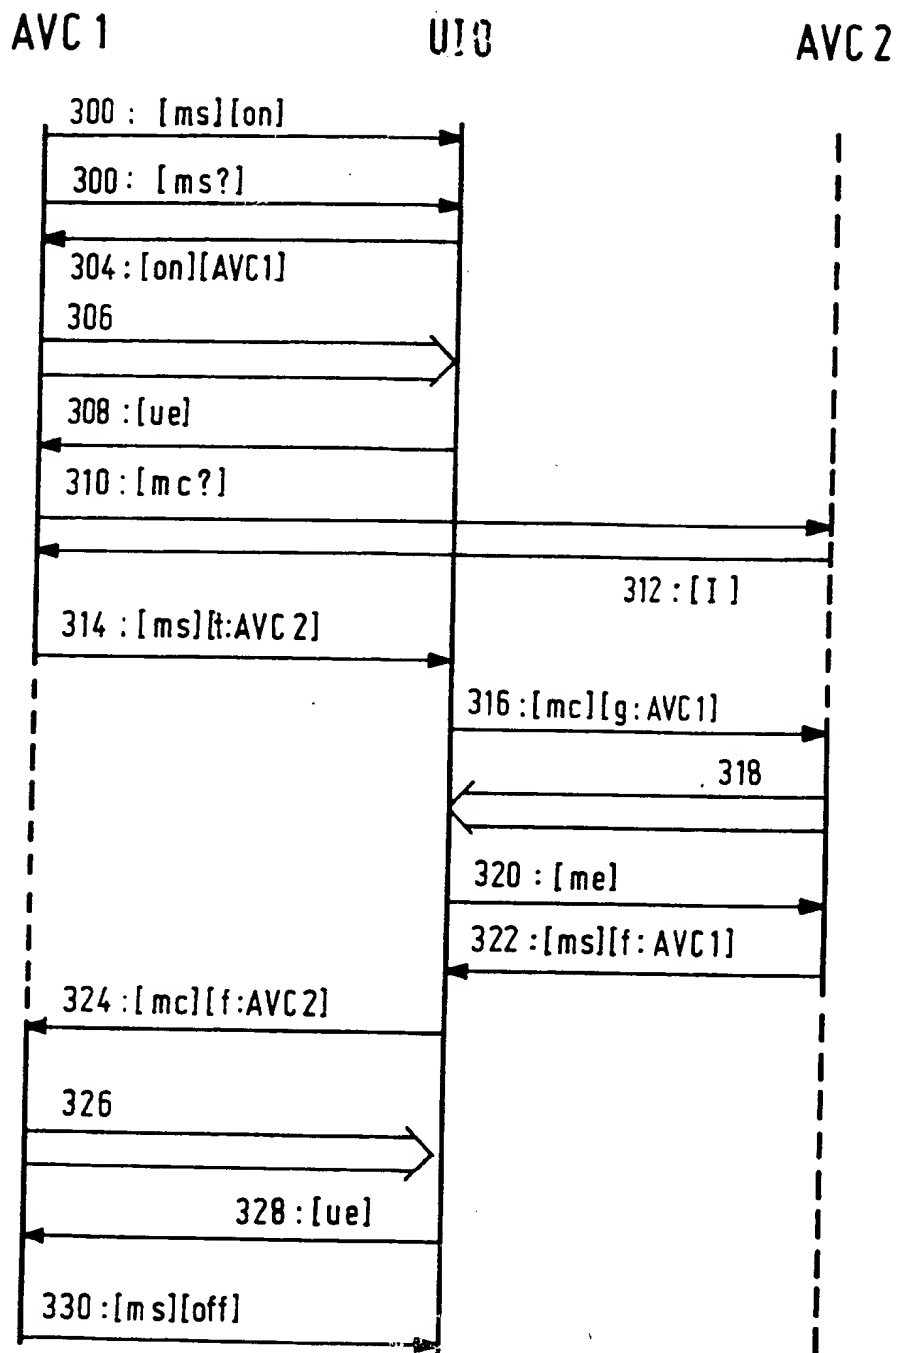 AVC 1 UIO AVC 2
300 : [ms][on]
300 : [ms?]
304 : [on][AVC1]
306
308 : [ue]
310 : [mc?]
312 : [I]
314 : [ms][t:AVC 2]
316 : [mc][g:AVC1]
318
320 : [me]
322 : [ms][f:AVC1]
324 : [mc][f:AVC2]
326
328 : [ue]
330 : [ms][off]